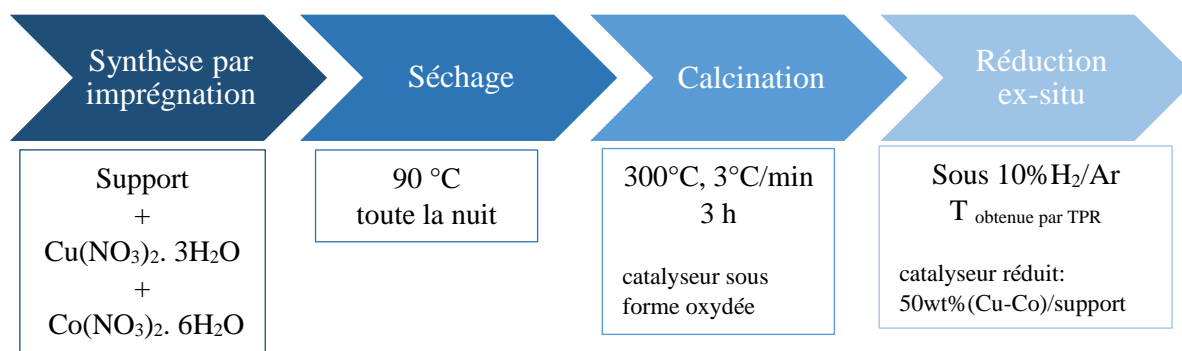 Synthèse par
imprégnation
Séchage
Calcination
Réduction
ex-situ
Support
+
Cu(NO₃)₂. 3H₂O
+
Co(NO₃)₂. 6H₂O
90 °C
toute la nuit
300°C, 3°C/min
3 h
catalyseur sous
forme oxydée
Sous 10%H₂/Ar
T obtenue par TPR
catalyseur réduit:
50wt%(Cu-Co)/support